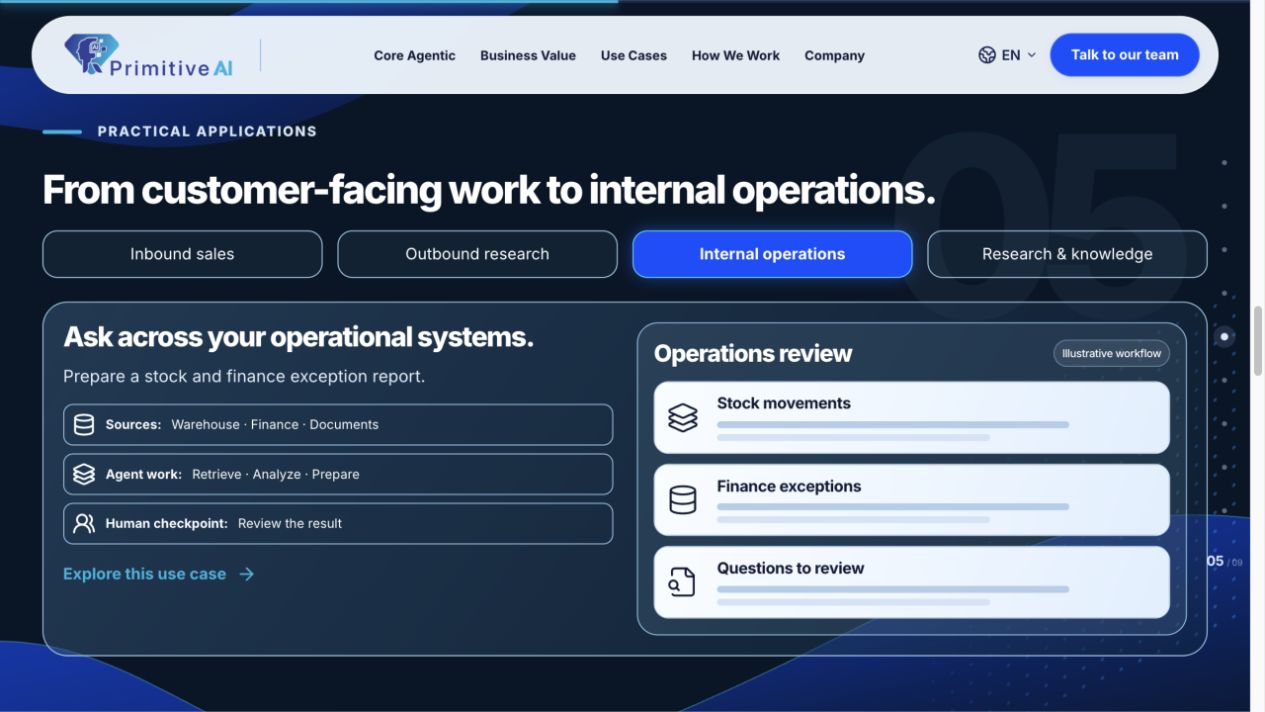 Primitive AI
Core Agentic
Business Value
Use Cases
How We Work
Company
EN
Talk to our team
PRACTICAL APPLICATIONS
05
From customer-facing work to internal operations.
Inbound sales
Outbound research
Internal operations
Research & knowledge
Ask across your operational systems.
Prepare a stock and finance exception report.
Sources: Warehouse · Finance · Documents
Agent work: Retrieve · Analyze · Prepare
Human checkpoint: Review the result
Explore this use case →
Operations review
Illustrative workflow
Stock movements
Finance exceptions
Questions to review
05 / 09